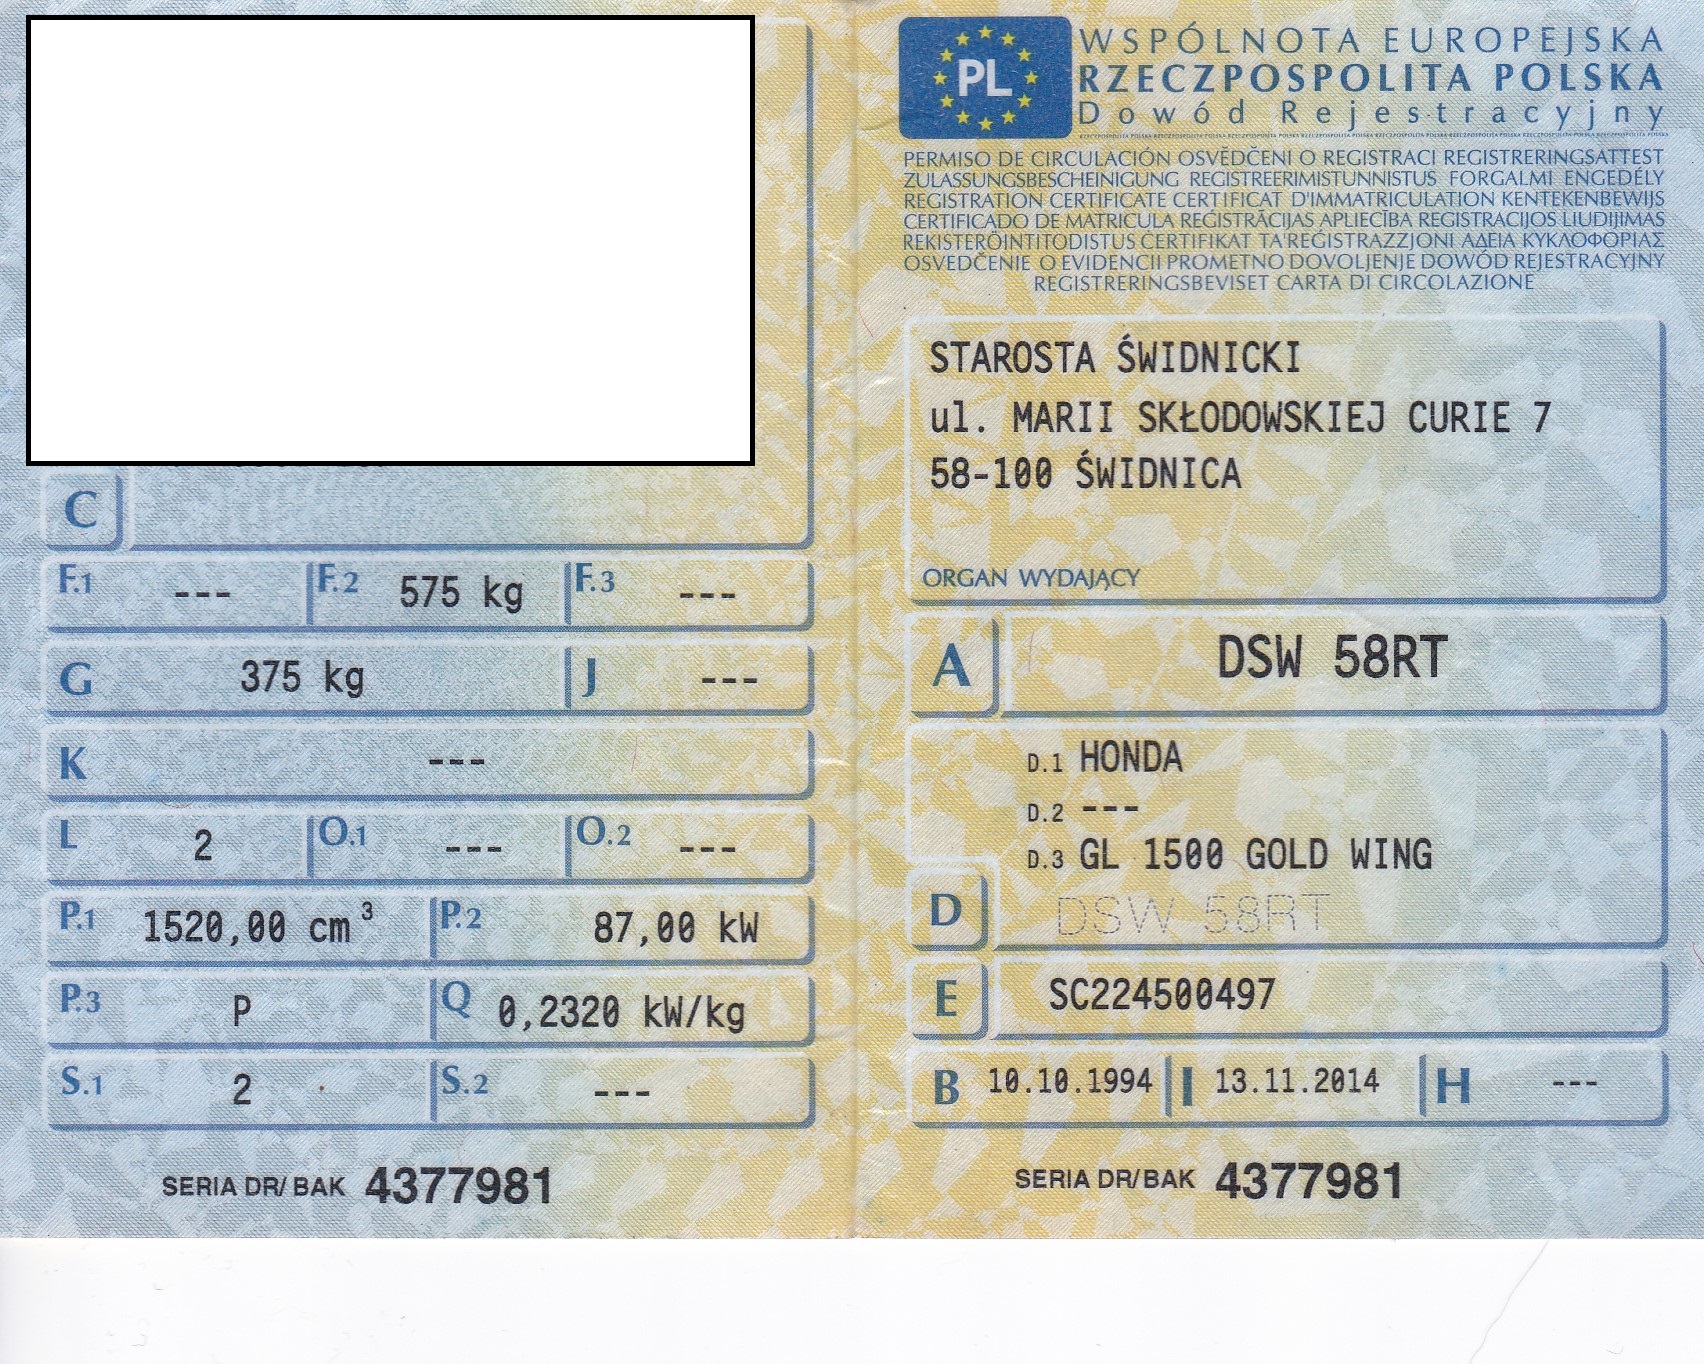 C
F.1 --- F.2 575 kg F.3 ---
G 375 kg J ---
K ---
L 2 O.1 --- O.2 ---
P.1 1520,00 cm³ P.2 87,00 kW
P.3 P Q 0,2320 kW/kg
S.1 2 S.2 ---
SERIA DR/BAK 4377981
PL
WSPÓLNOTA EUROPEJSKA
RZECZPOSPOLITA POLSKA
Dowód Rejestracyjny
PERMISO DE CIRCULACIÓN OSVĚDČENI O REGISTRACI REGISTRERINGSATTEST
ZULASSUNGSBESCHEINIGUNG REGISTREERIMISTUNNISTUS FORGALMI ENGEDÉLY
REGISTRATION CERTIFICATE CERTIFICAT D'IMMATRICULATION KENTEKENBEWIJS
CERTIFICADO DE MATRICULA REĢISTRĀCIJAS APLIECĪBA REGISTRACIJOS LIUDIJIMAS
REKISTERÖINTITODISTUS ĊERTIFIKAT TA'REĠISTRAZZJONI ΑΔΕΙΑ ΚΥΚΛΟΦΟΡΙΑΣ
OSVEDČENIE O EVIDENCII PROMETNO DOVOLJENJE DOWÓD REJESTRACYJNY
REGISTRERINGSBEVISET CARTA DI CIRCOLAZIONE
STAROSTA ŚWIDNICKI
ul. MARII SKŁODOWSKIEJ CURIE 7
58-100 ŚWIDNICA
ORGAN WYDAJĄCY
A DSW 58RT
D.1 HONDA
D.2 ---
D.3 GL 1500 GOLD WING
D DSW 58RT
E SC224500497
B 10.10.1994 I 13.11.2014 H ---
SERIA DR/BAK 4377981